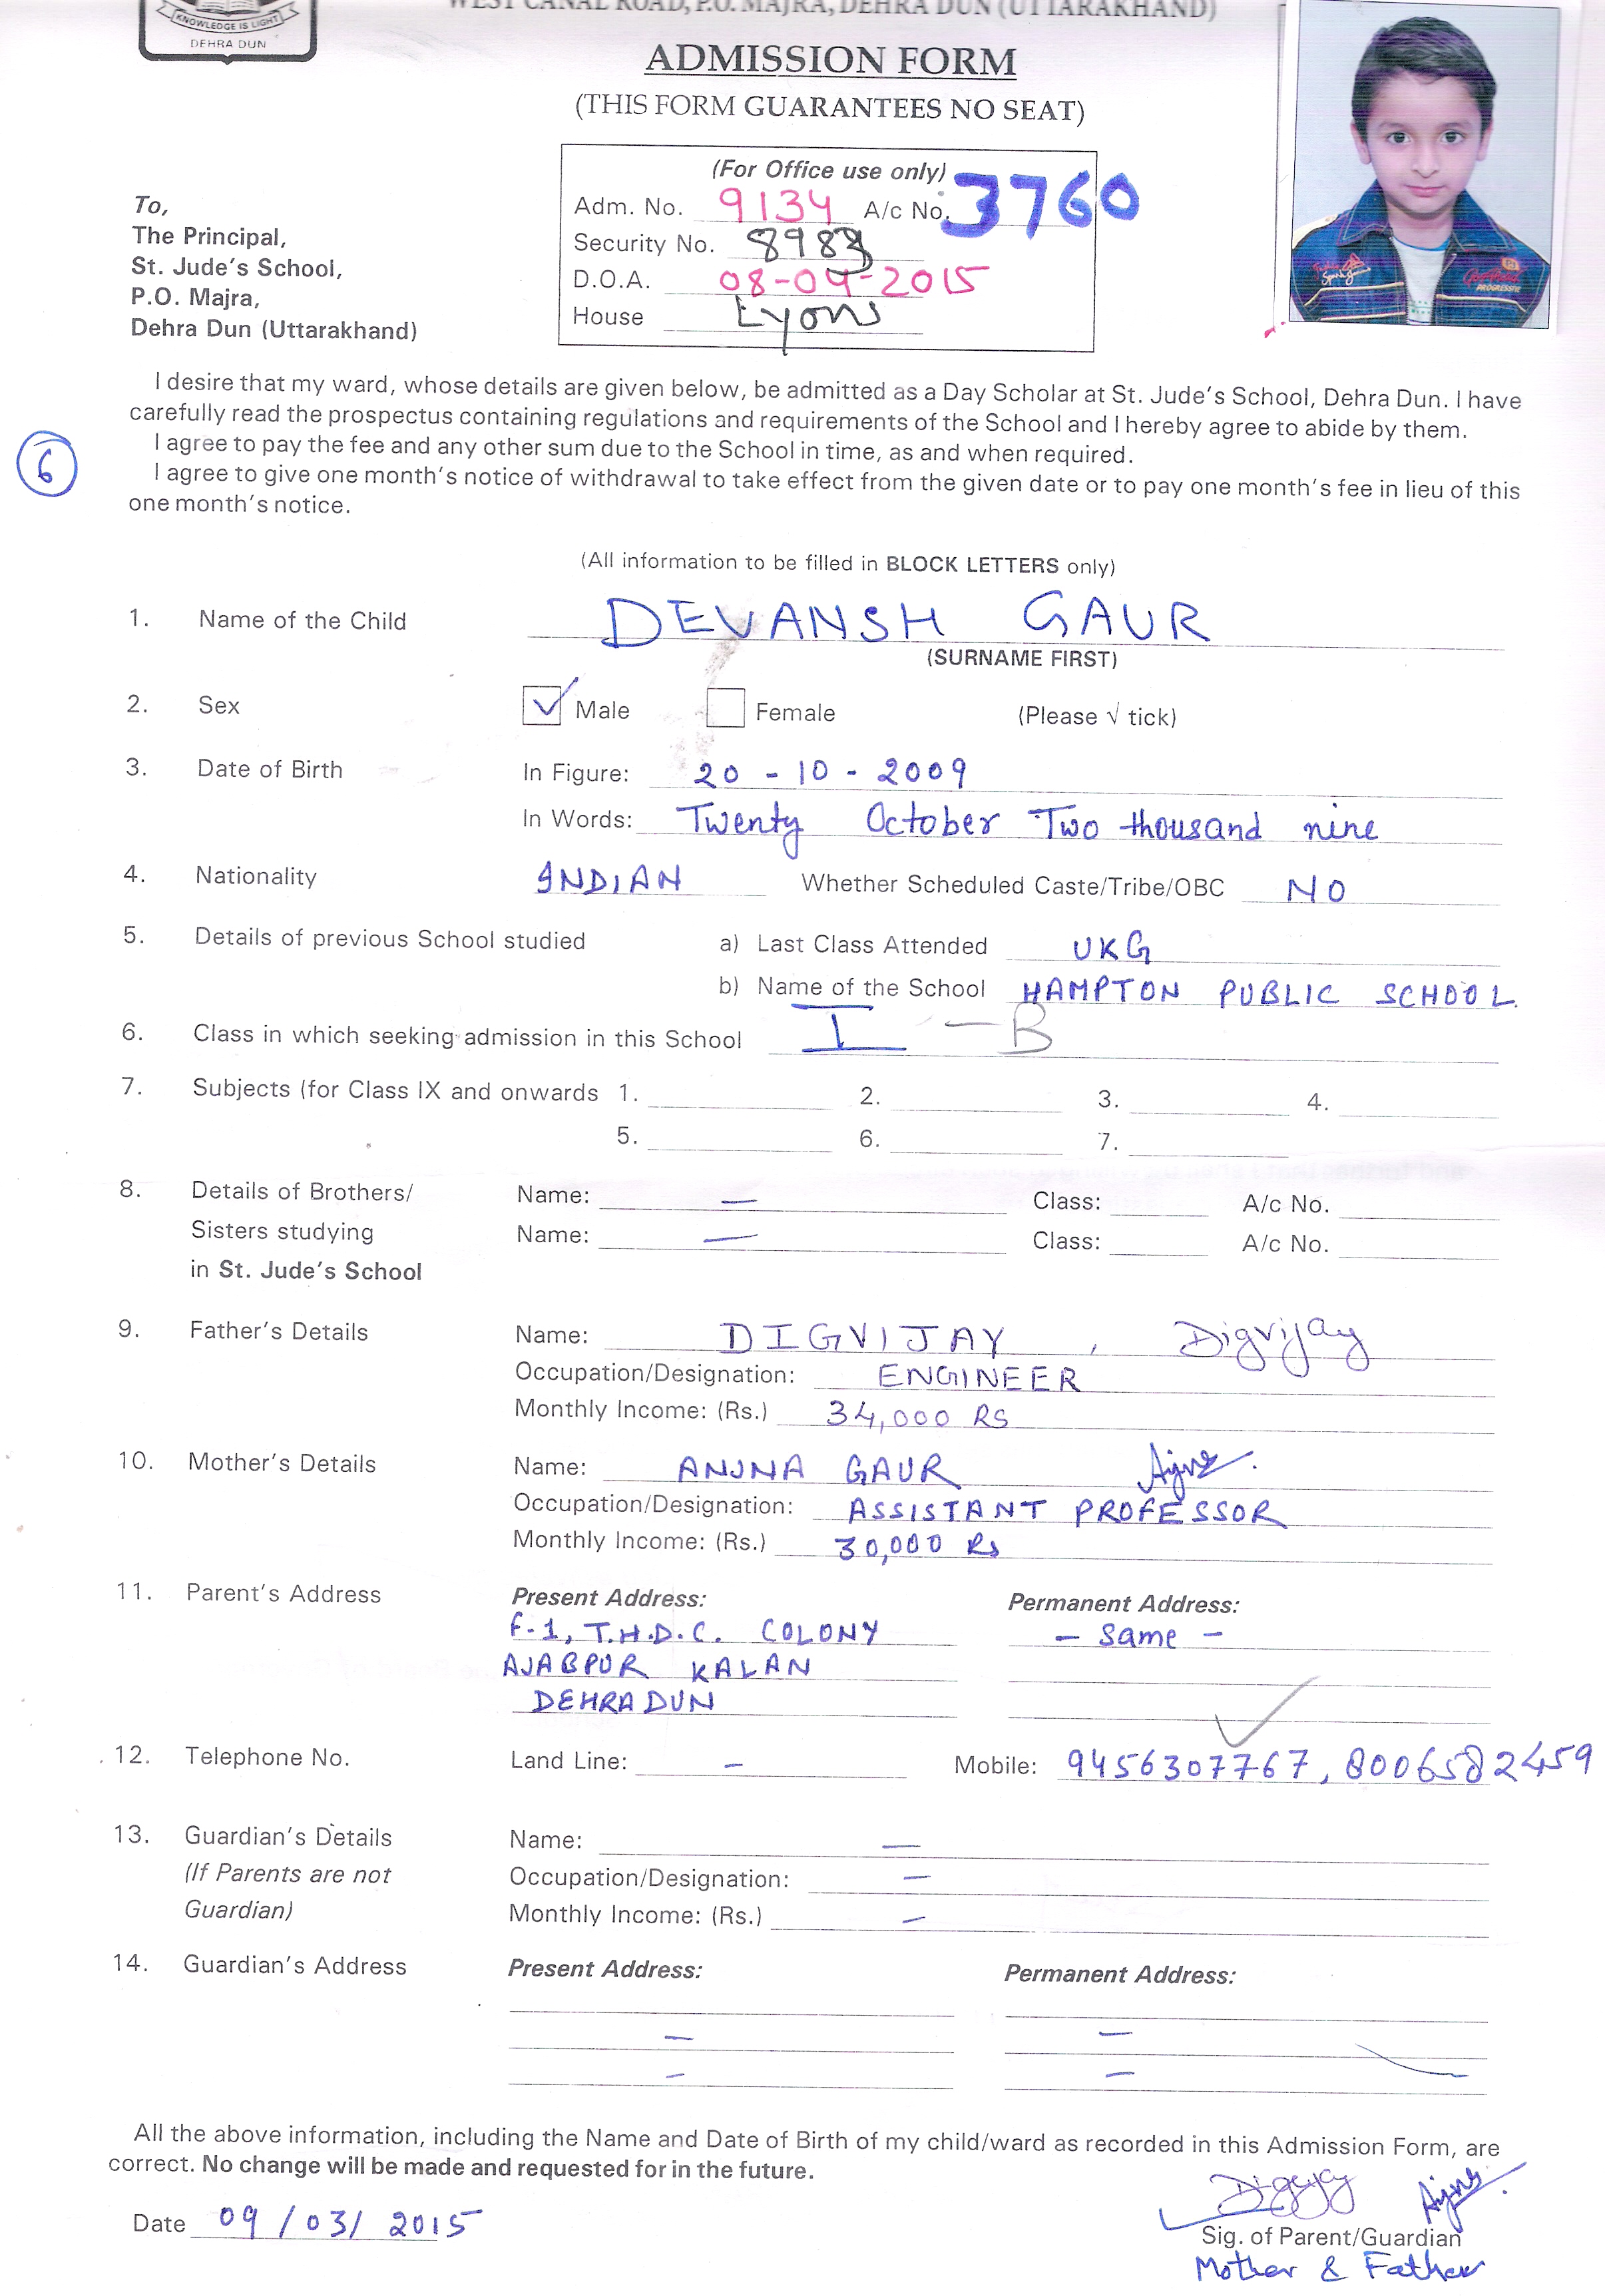 KNOWLEDGE IS LIGHT
DEHRA DUN
WEST CANAL ROAD, P.O. MAJRA, DEHRA DUN (UTTARAKHAND)
ADMISSION FORM
(THIS FORM GUARANTEES NO SEAT)
(For Office use only)
Adm. No. 9134 A/c No. 3760
Security No. 8983
D.O.A. 08-04-2015
House Lyons
To,
The Principal,
St. Jude's School,
P.O. Majra,
Dehra Dun (Uttarakhand)
I desire that my ward, whose details are given below, be admitted as a Day Scholar at St. Jude's School, Dehra Dun. I have
carefully read the prospectus containing regulations and requirements of the School and I hereby agree to abide by them.
I agree to pay the fee and any other sum due to the School in time, as and when required.
6
I agree to give one month's notice of withdrawal to take effect from the given date or to pay one month's fee in lieu of this
one month's notice.
(All information to be filled in BLOCK LETTERS only)
1. Name of the Child DEVANSH GAUR
(SURNAME FIRST)
2. Sex Male Female (Please √ tick)
3. Date of Birth In Figure: 20 - 10 - 2009
In Words: Twenty October Two thousand nine
4. Nationality INDIAN Whether Scheduled Caste/Tribe/OBC NO
5. Details of previous School studied a) Last Class Attended UKG
b) Name of the School HAMPTON PUBLIC SCHOOL.
6. Class in which seeking admission in this School I - B
7. Subjects (for Class IX and onwards 1. 2. 3. 4.
5. 6. 7.
8. Details of Brothers/ Name: — Class: A/c No.
Sisters studying Name: — Class: A/c No.
in St. Jude's School
9. Father's Details Name: DIGVIJAY , Digvijay
Occupation/Designation: ENGINEER
Monthly Income: (Rs.) 34,000 RS
10. Mother's Details Name: ANJNA GAUR
Occupation/Designation: ASSISTANT PROFESSOR
Monthly Income: (Rs.) 30,000 Rs
11. Parent's Address Present Address: Permanent Address:
F-1, T.H.D.C. COLONY - Same -
AJABPUR KALAN
DEHRADUN
12. Telephone No. Land Line: - Mobile: 9456307767, 8006582459
13. Guardian's Details Name: —
(If Parents are not Occupation/Designation: —
Guardian) Monthly Income: (Rs.) —
14. Guardian's Address Present Address: Permanent Address:
— —
— —
All the above information, including the Name and Date of Birth of my child/ward as recorded in this Admission Form, are
correct. No change will be made and requested for in the future.
Date 09/03/2015
Sig. of Parent/Guardian
Mother & Father